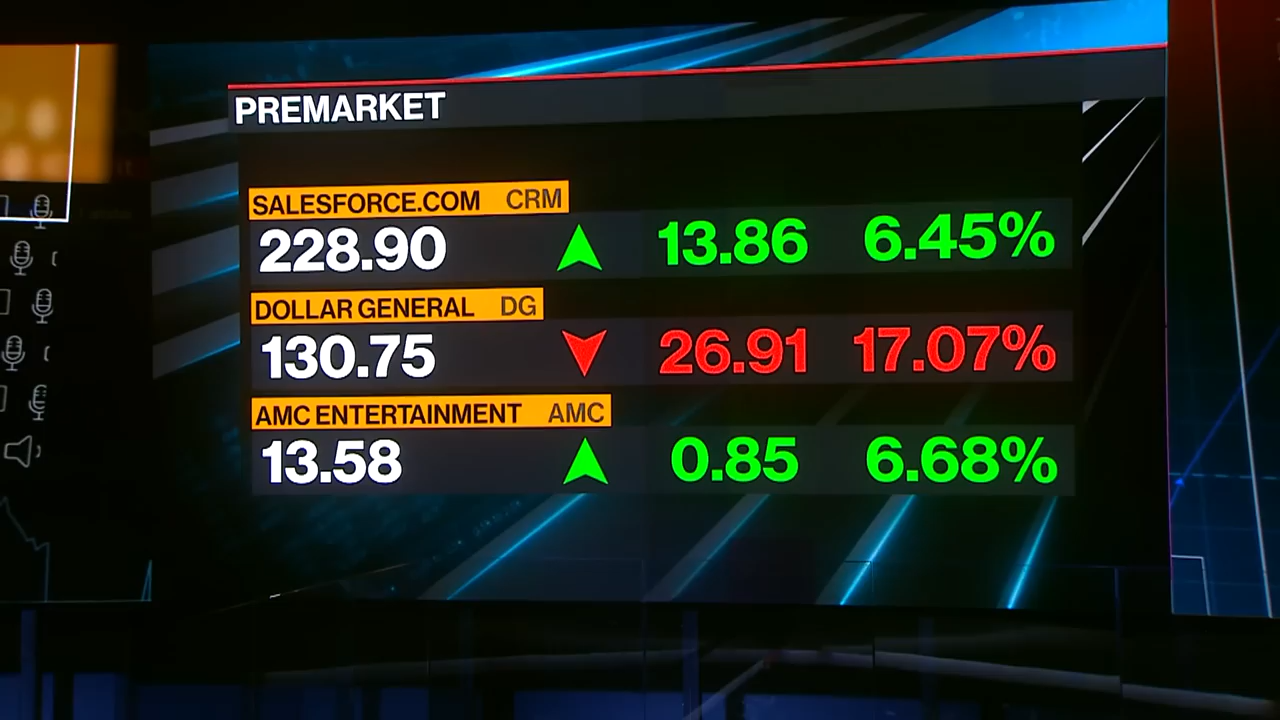 PREMARKET
SALESFORCE.COM CRM
228.90 ▲ 13.86 6.45%
DOLLAR GENERAL DG
130.75 ▼ 26.91 17.07%
AMC ENTERTAINMENT AMC
13.58 ▲ 0.85 6.68%